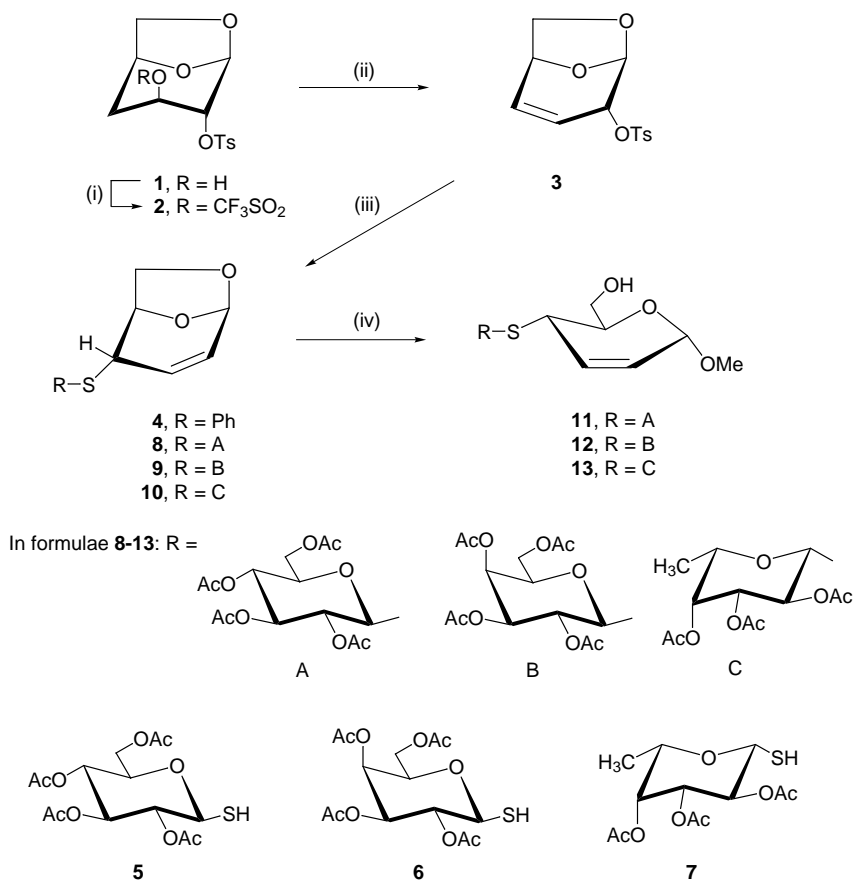 O
O
RO
OTs
(ii)
O
O
OTs
(i)
1, R = H
2, R = CF3SO2
3
(iii)
O
O
H
R–S
(iv)
OH
O
R–S
OMe
4, R = Ph
8, R = A
9, R = B
10, R = C
11, R = A
12, R = B
13, R = C
In formulae 8-13: R =
OAc
AcO
O
AcO
OAc
A
AcO
OAc
O
AcO
OAc
B
H3C
O
OAc
AcO
OAc
C
OAc
AcO
O
AcO
SH
OAc
5
AcO
OAc
O
AcO
SH
OAc
6
H3C
O
SH
OAc
AcO
OAc
7